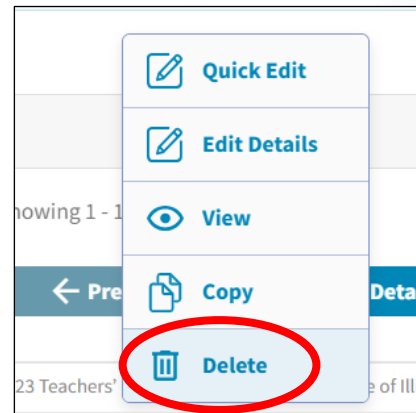 Quick Edit
Edit Details
howing 1 - 1
View
← Pre
Copy
Deta
Delete
23 Teachers'
e of Ill